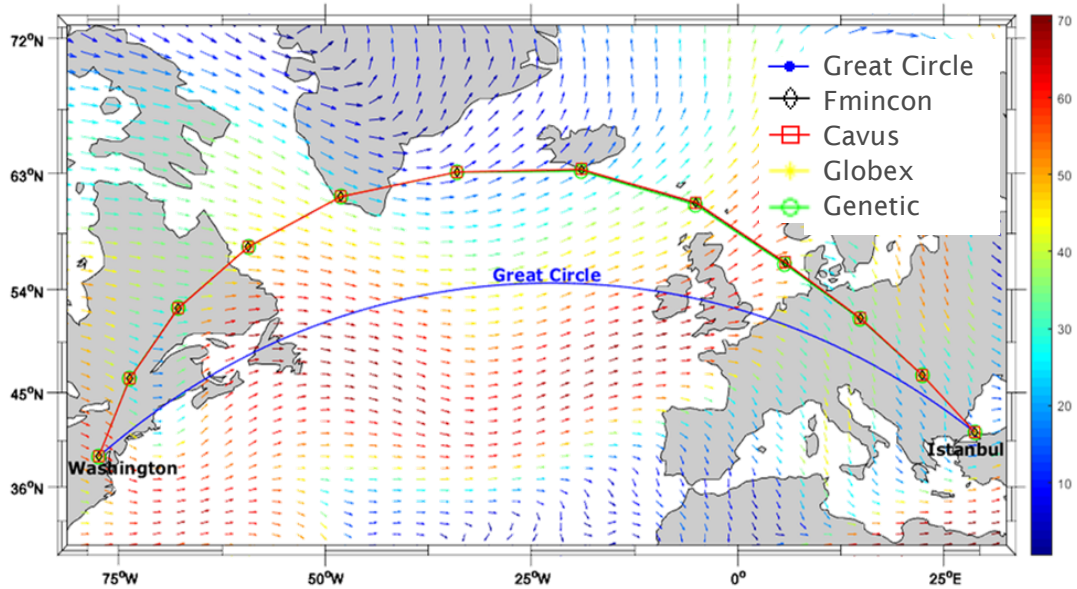 72°N
63°N
54°N
45°N
36°N
75°W
50°W
25°W
0°
25°E
Great Circle
Fmincon
Cavus
Globex
Genetic
Great Circle
Washington
Istanbul
70
60
50
40
30
20
10